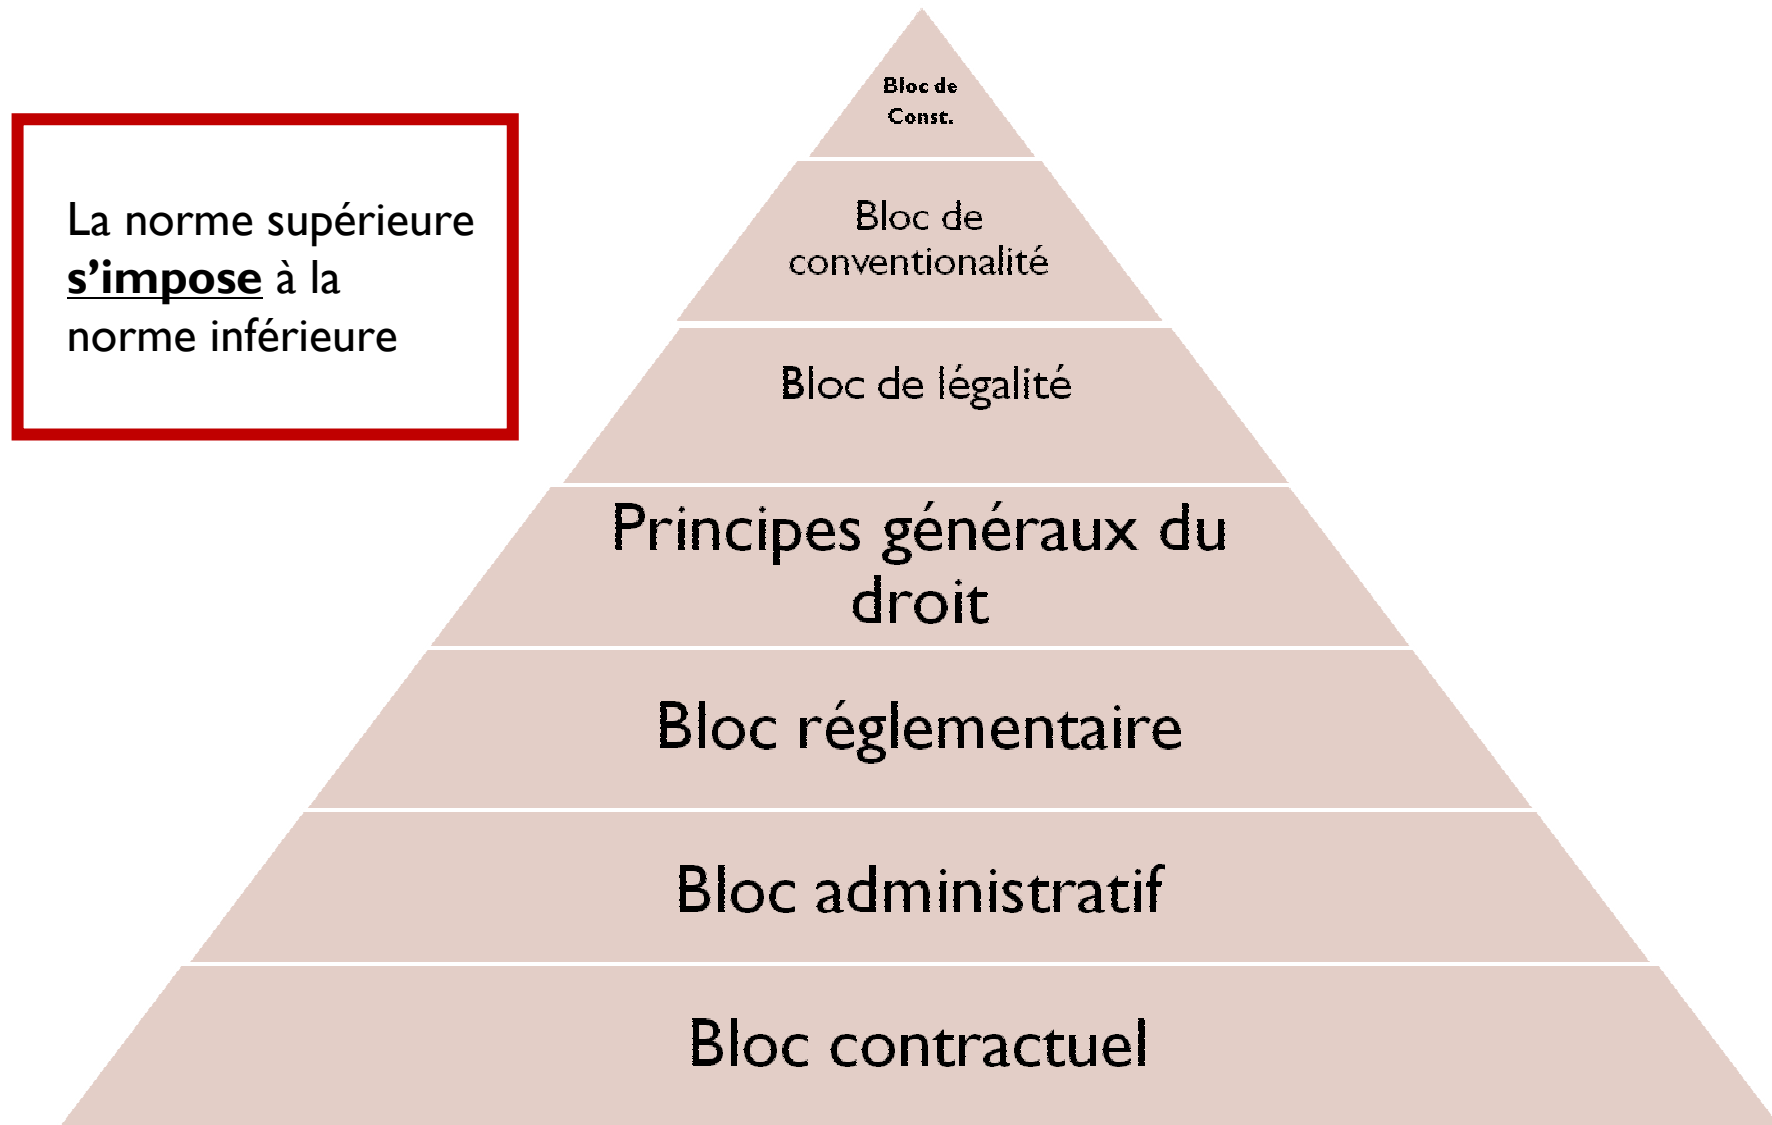 La norme supérieure
s’impose à la
norme inférieure
Bloc de
Const.
Bloc de
conventionalité
Bloc de légalité
Principes généraux du
droit
Bloc réglementaire
Bloc administratif
Bloc contractuel